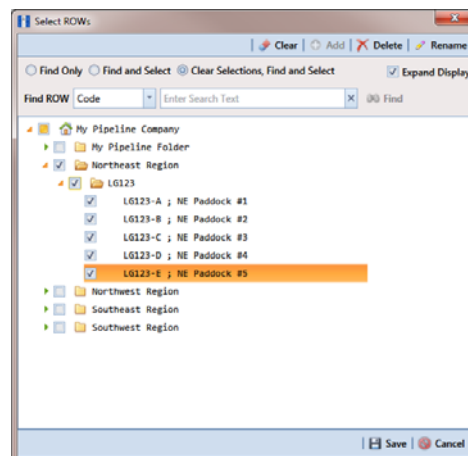 Select ROWs
Clear Add Delete Rename
Find Only Find and Select Clear Selections, Find and Select Expand Display
Find ROW Code Enter Search Text Find
My Pipeline Company
My Pipeline Folder
Northeast Region
LG123
LG123-A ; NE Paddock #1
LG123-B ; NE Paddock #2
LG123-C ; NE Paddock #3
LG123-D ; NE Paddock #4
LG123-E ; NE Paddock #5
Northwest Region
Southeast Region
Southwest Region
Save Cancel